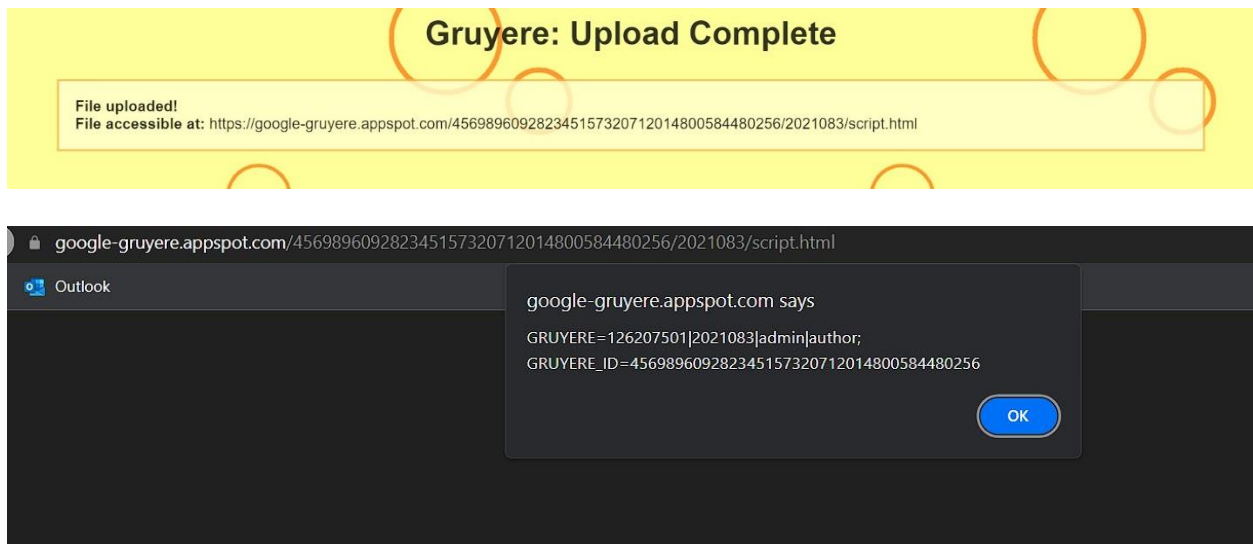 Gruyere: Upload Complete
File uploaded!
File accessible at: https://google-gruyere.appspot.com/456989609282345157320712014800584480256/2021083/script.html
google-gruyere.appspot.com/456989609282345157320712014800584480256/2021083/script.html
Outlook
google-gruyere.appspot.com says
GRUYERE=126207501|2021083|admin|author;
GRUYERE_ID=456989609282345157320712014800584480256
OK